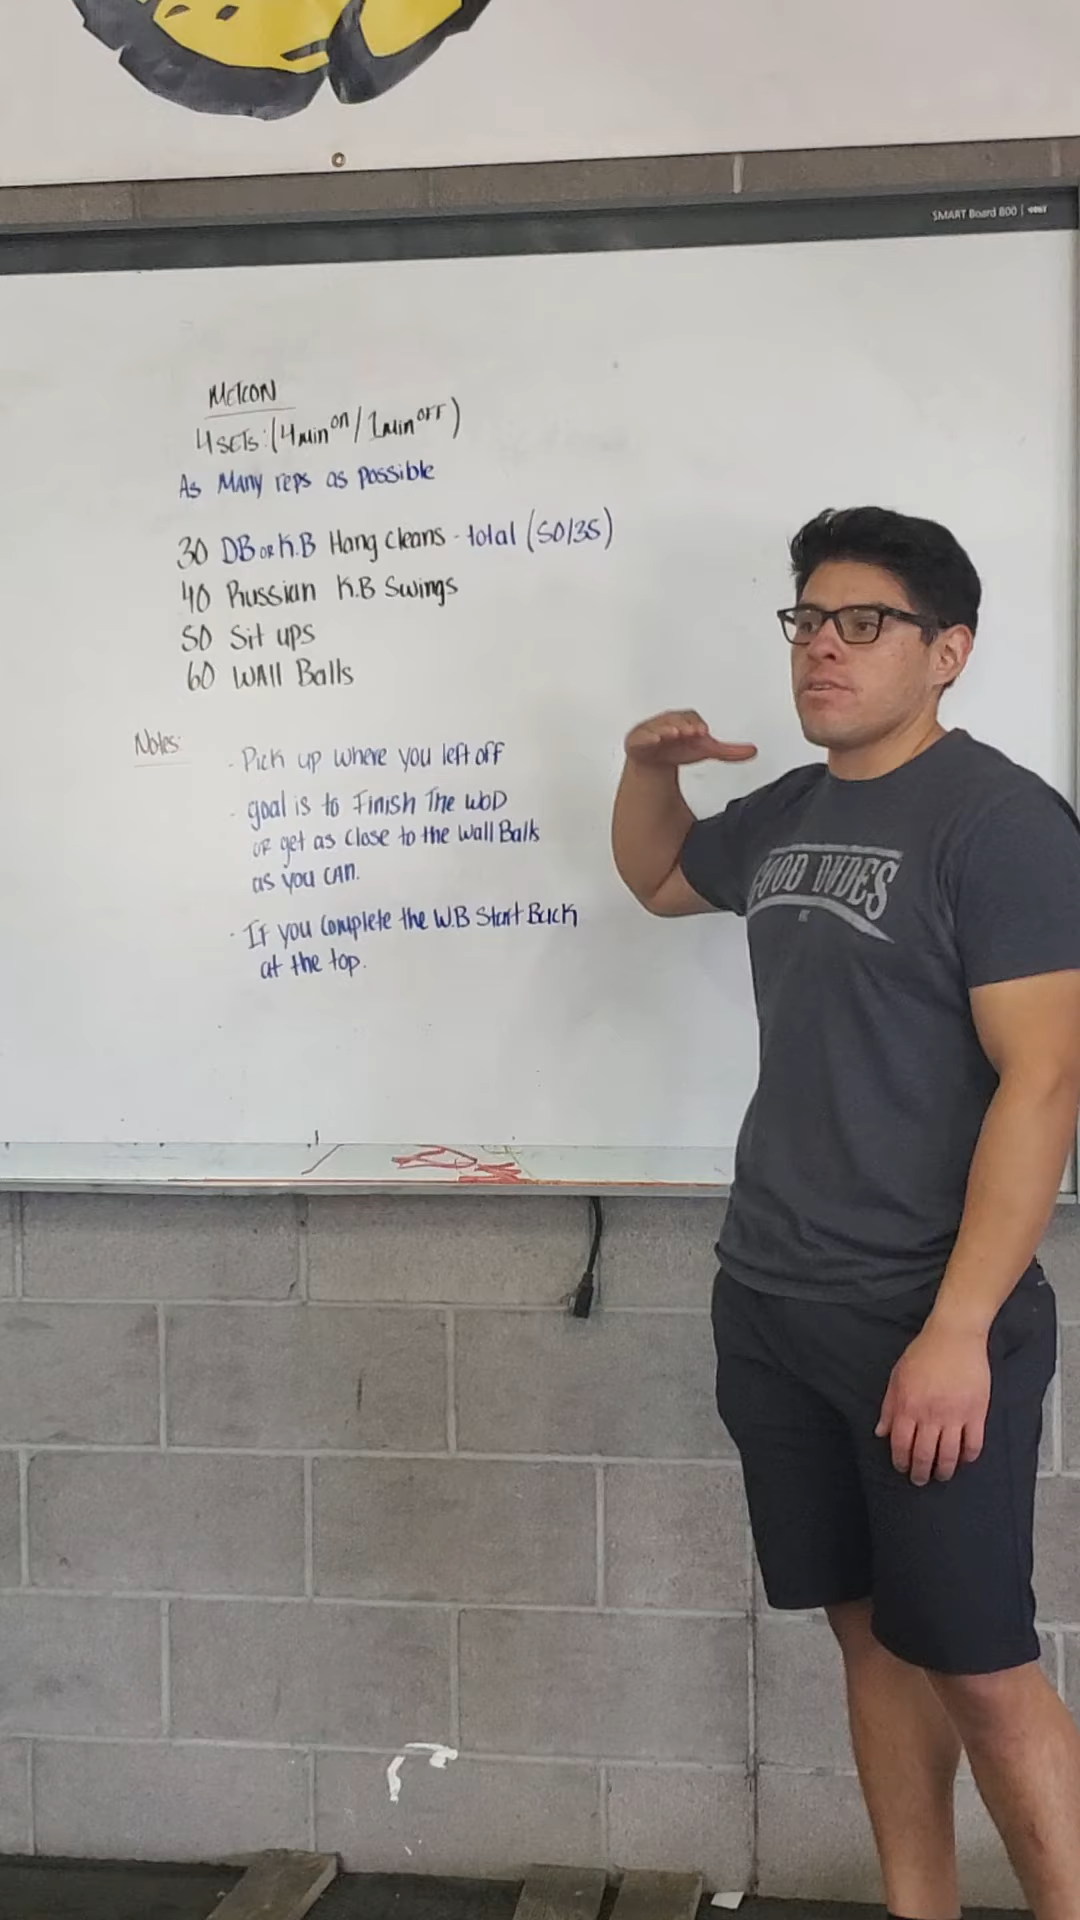 SMART Board 800
METCON
4 SETS: (4 Min ON / 1 Min OFF)
As MANy reps as possible
30 DB OR K.B Hang Cleans - total (50/35)
40 Russian K.B Swings
50 Sit ups
60 WAll Balls
Notes:
· Pick up where you left off
· goal is to Finish The WOD
OR get as Close to the Wall Balls
as you CAN.
· If you Complete the W.B Start Back
at the top.
GOOD DUDES